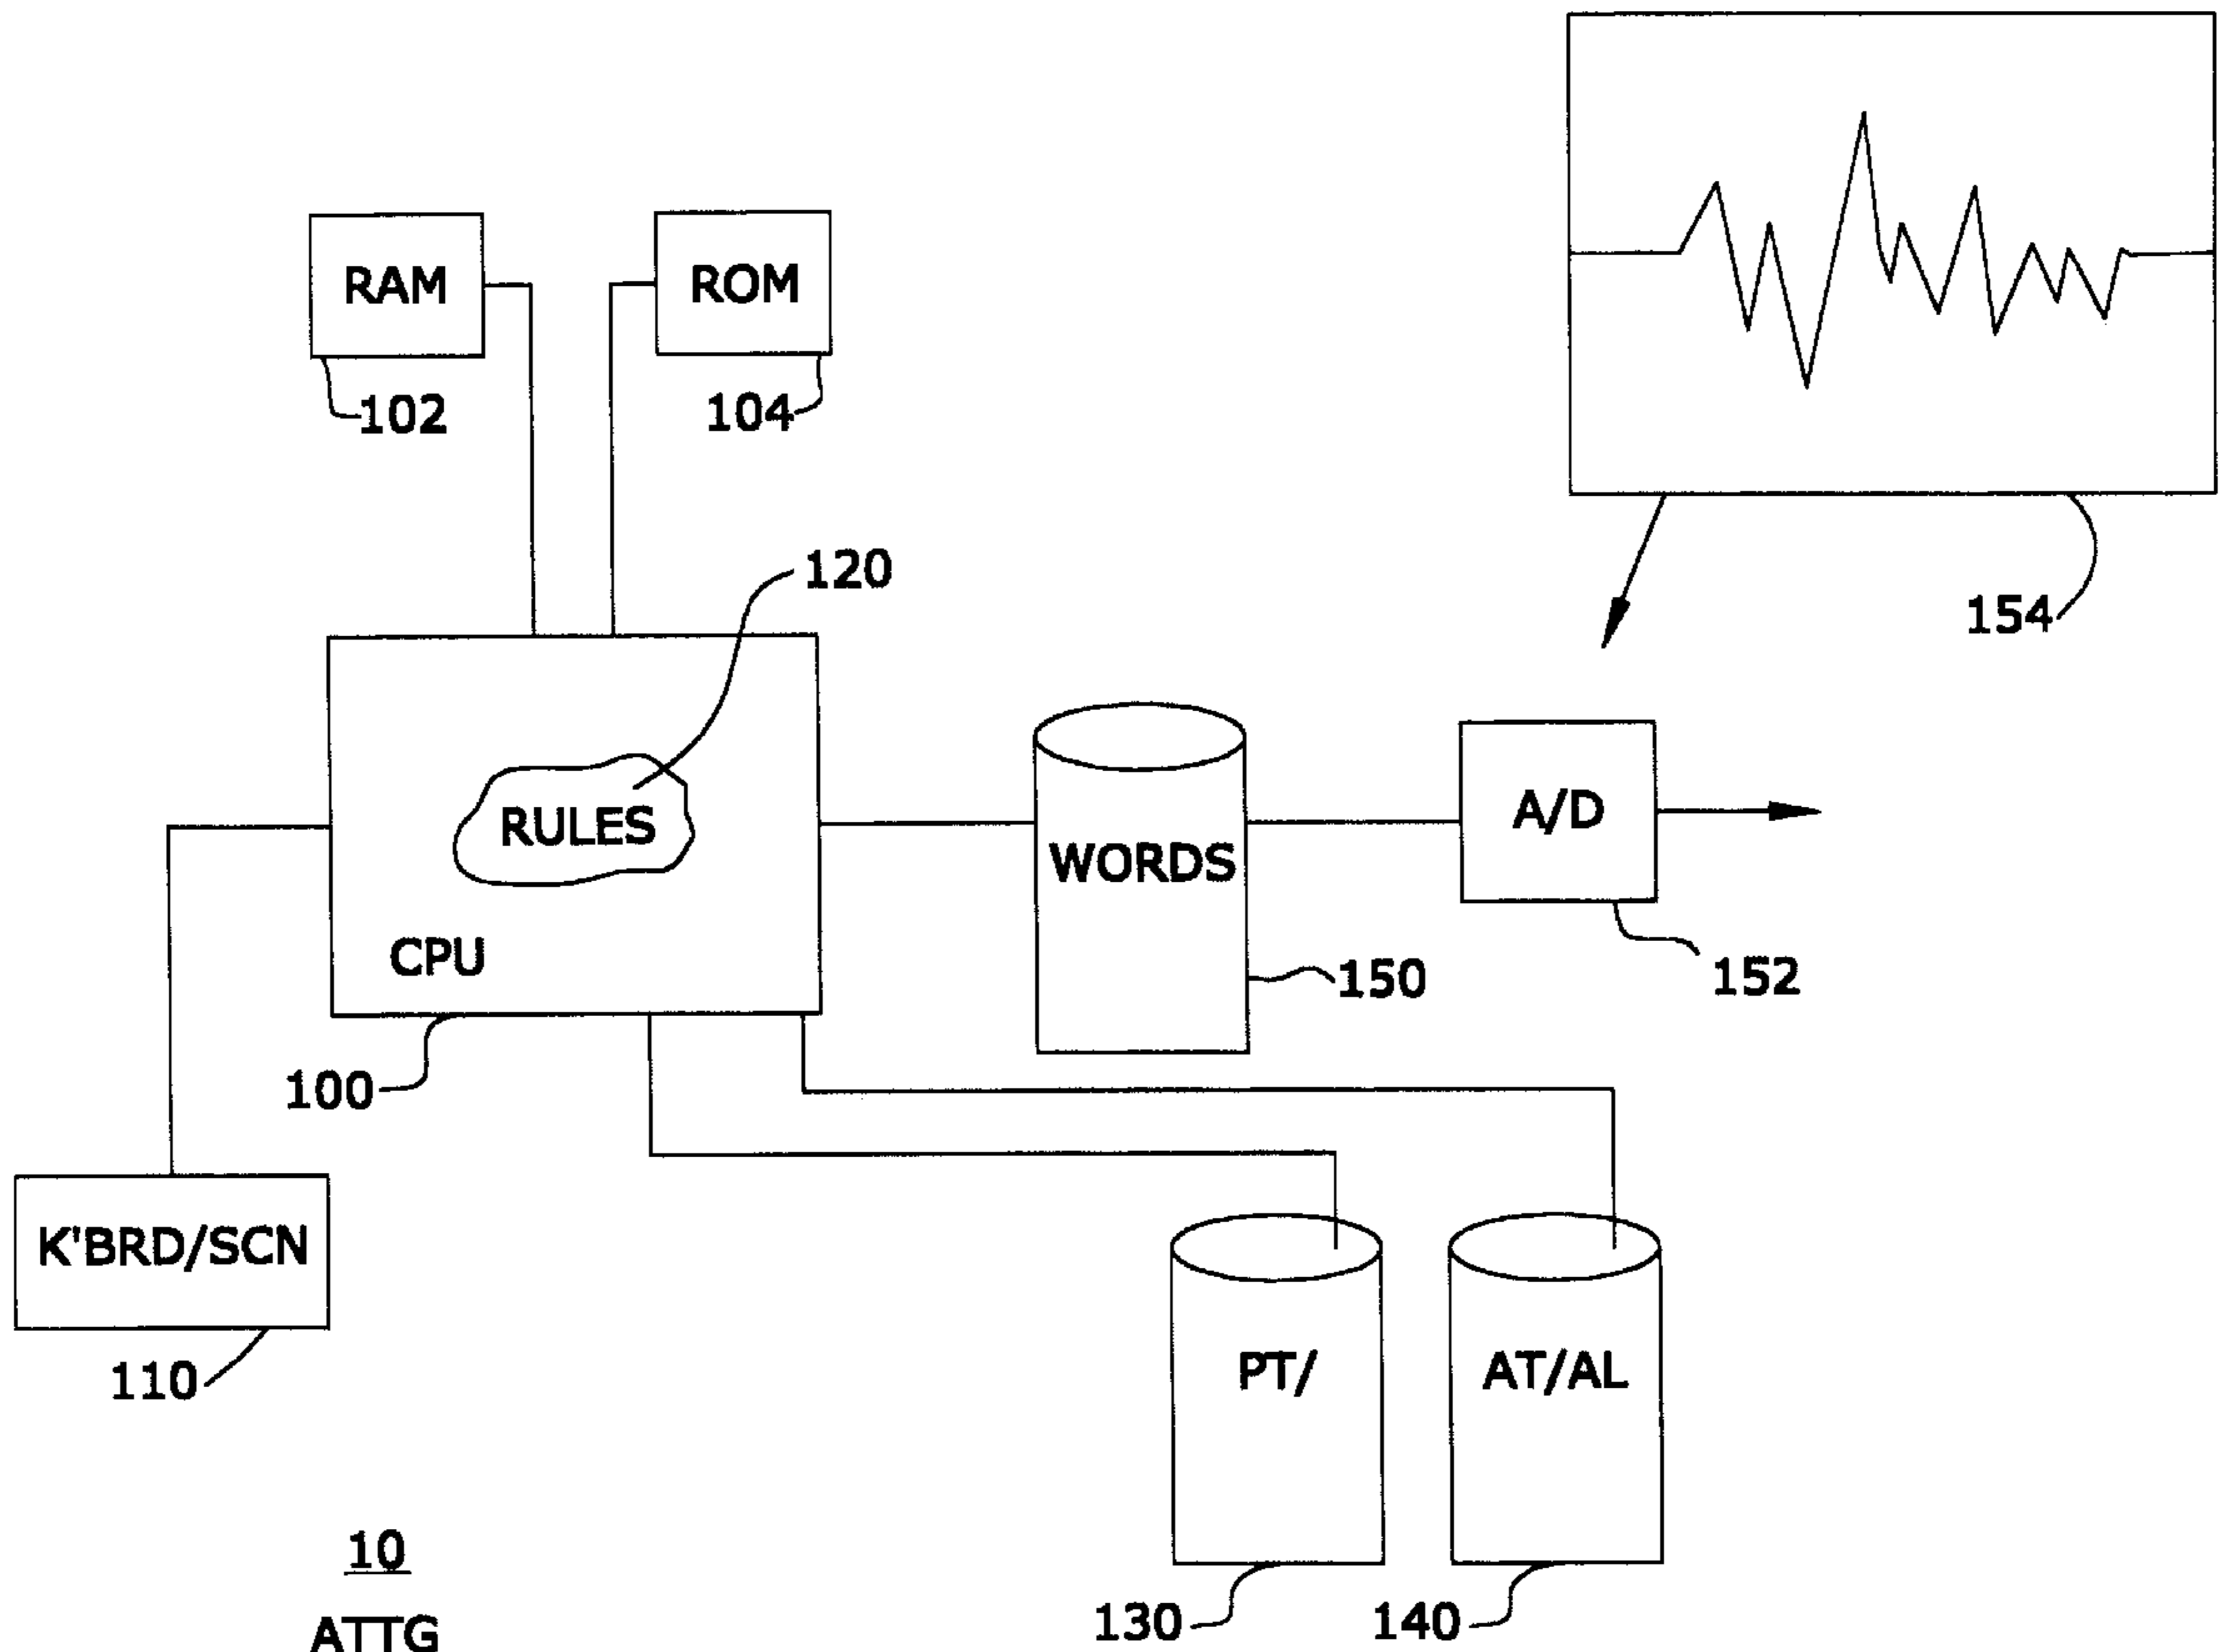 RAM
ROM
102
104
120
154
RULES
CPU
WORDS
A/D
150
152
100
K'BRD/SCN
110
PT/
AT/AL
10
ATTG
130
140